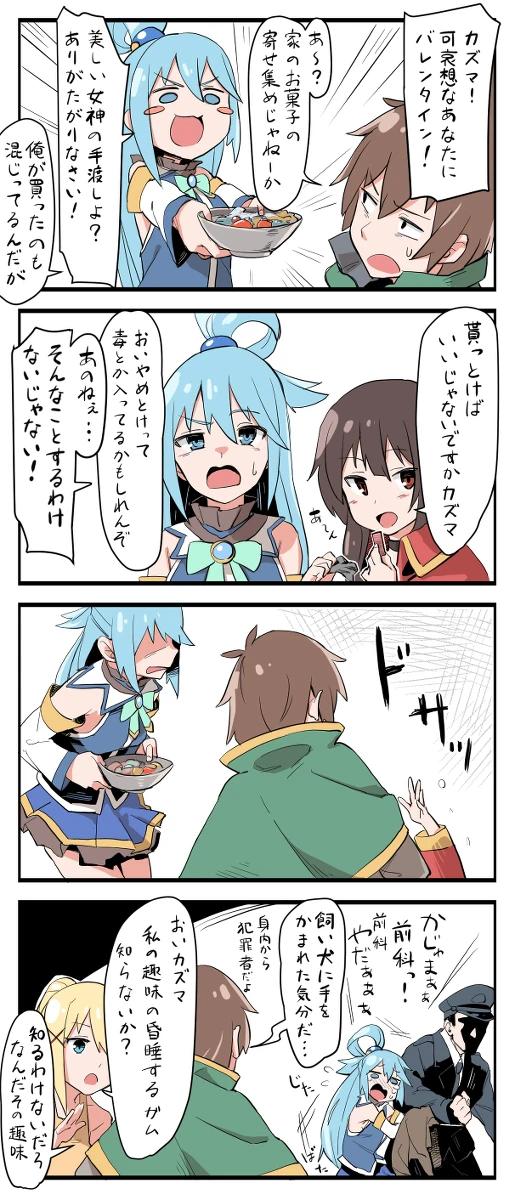 カズマ！
可哀想なあなたに
バレンタイン！
あ～？
家のお菓子の
寄せ集めじゃねーか
美しい女神の手渡しよ？
ありがたがりなさい！
俺が買ったのも
混じってるんだが
貰っとけば
いいじゃないですかカズマ
あーん
おいやめとけって
毒とか入ってるかもしれんぞ
あのねぇ…
そんなことするわけ
ないじゃない！
ドサッ
かじゅまぁぁ
前科っ！
前科
やだぁぁぁ
飼い犬に手を
かまれた気分だ…
身内から
犯罪者だよ
じた
ばた
おいカズマ
私の趣味の昏睡するガム
知らないか？
知るわけないだろ
なんだその趣味